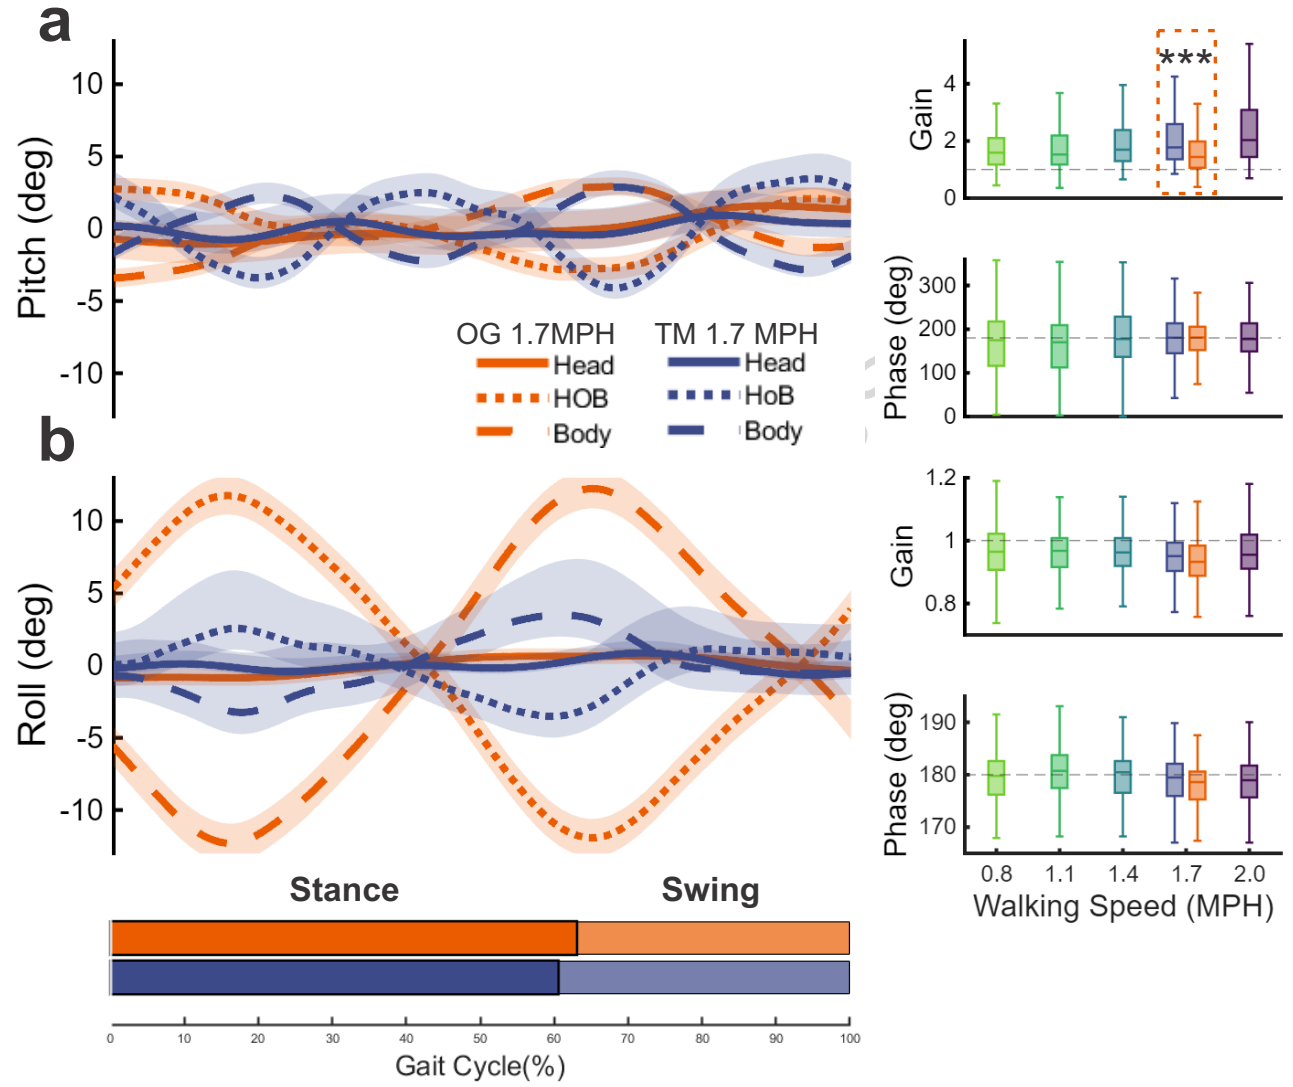 a
Pitch (deg)
10
5
0
-5
-10
OG 1.7MPH
TM 1.7 MPH
Head
Head
HOB
HoB
Body
Body
Gain
4
2
0
***
Phase (deg)
300
200
100
0
b
Roll (deg)
10
5
0
-5
-10
Gain
1.2
1
0.8
Phase (deg)
190
180
170
0.8
1.1
1.4
1.7
2.0
Walking Speed (MPH)
Stance
Swing
0
10
20
30
40
50
60
70
80
90
100
Gait Cycle(%)